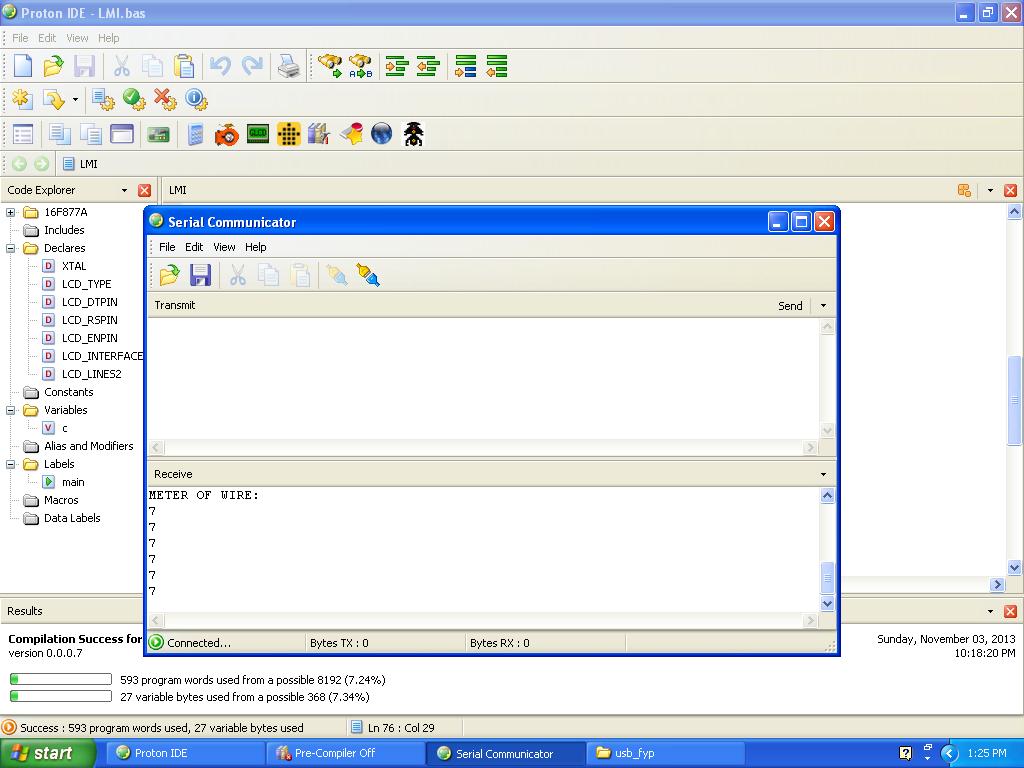 Proton IDE - LMI.bas
File Edit View Help
LMI
Code Explorer
LMI
16F877A
Includes
Declares
XTAL
LCD_TYPE
LCD_DTPIN
LCD_RSPIN
LCD_ENPIN
LCD_INTERFACE
LCD_LINES2
Constants
Variables
c
Alias and Modifiers
Labels
main
Macros
Data Labels
Serial Communicator
File Edit View Help
Transmit
Send
Receive
METER OF WIRE:
7
7
7
7
7
7
Connected...
Bytes TX : 0
Bytes RX : 0
Results
Compilation Success for
version 0.0.0.7
Sunday, November 03, 2013
10:18:20 PM
593 program words used from a possible 8192 (7.24%)
27 variable bytes used from a possible 368 (7.34%)
Success : 593 program words used, 27 variable bytes used
Ln 76 : Col 29
start
Proton IDE
Pre-Compiler Off
Serial Communicator
usb_fyp
1:25 PM